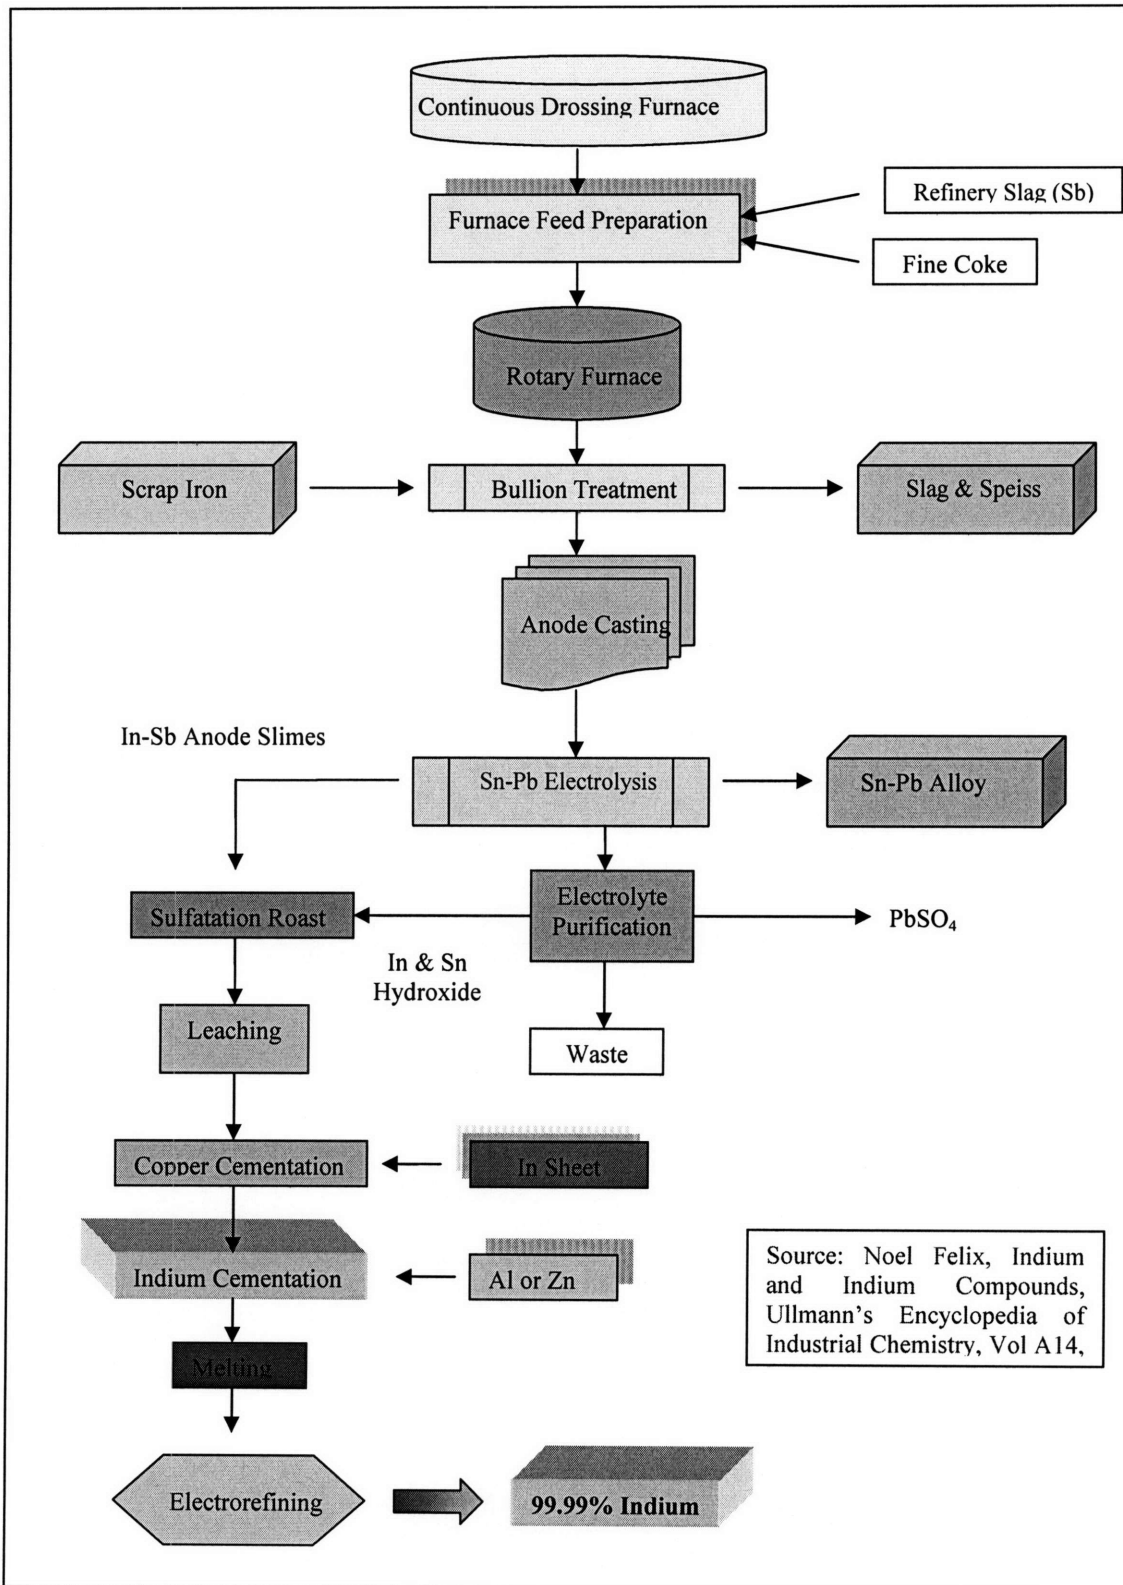 Continuous Drossing Furnace
Furnace Feed Preparation
Refinery Slag (Sb)
Fine Coke
Rotary Furnace
Scrap Iron
Bullion Treatment
Slag & Speiss
Anode Casting
In-Sb Anode Slimes
Sn-Pb Electrolysis
Sn-Pb Alloy
Sulfatation Roast
Electrolyte
Purification
PbSO₄
In & Sn
Hydroxide
Leaching
Waste
Copper Cementation
In Sheet
Indium Cementation
Al or Zn
Source: Noel Felix, Indium
and Indium Compounds,
Ullmann's Encyclopedia of
Industrial Chemistry, Vol A14,
Melting
Electrorefining
99.99% Indium